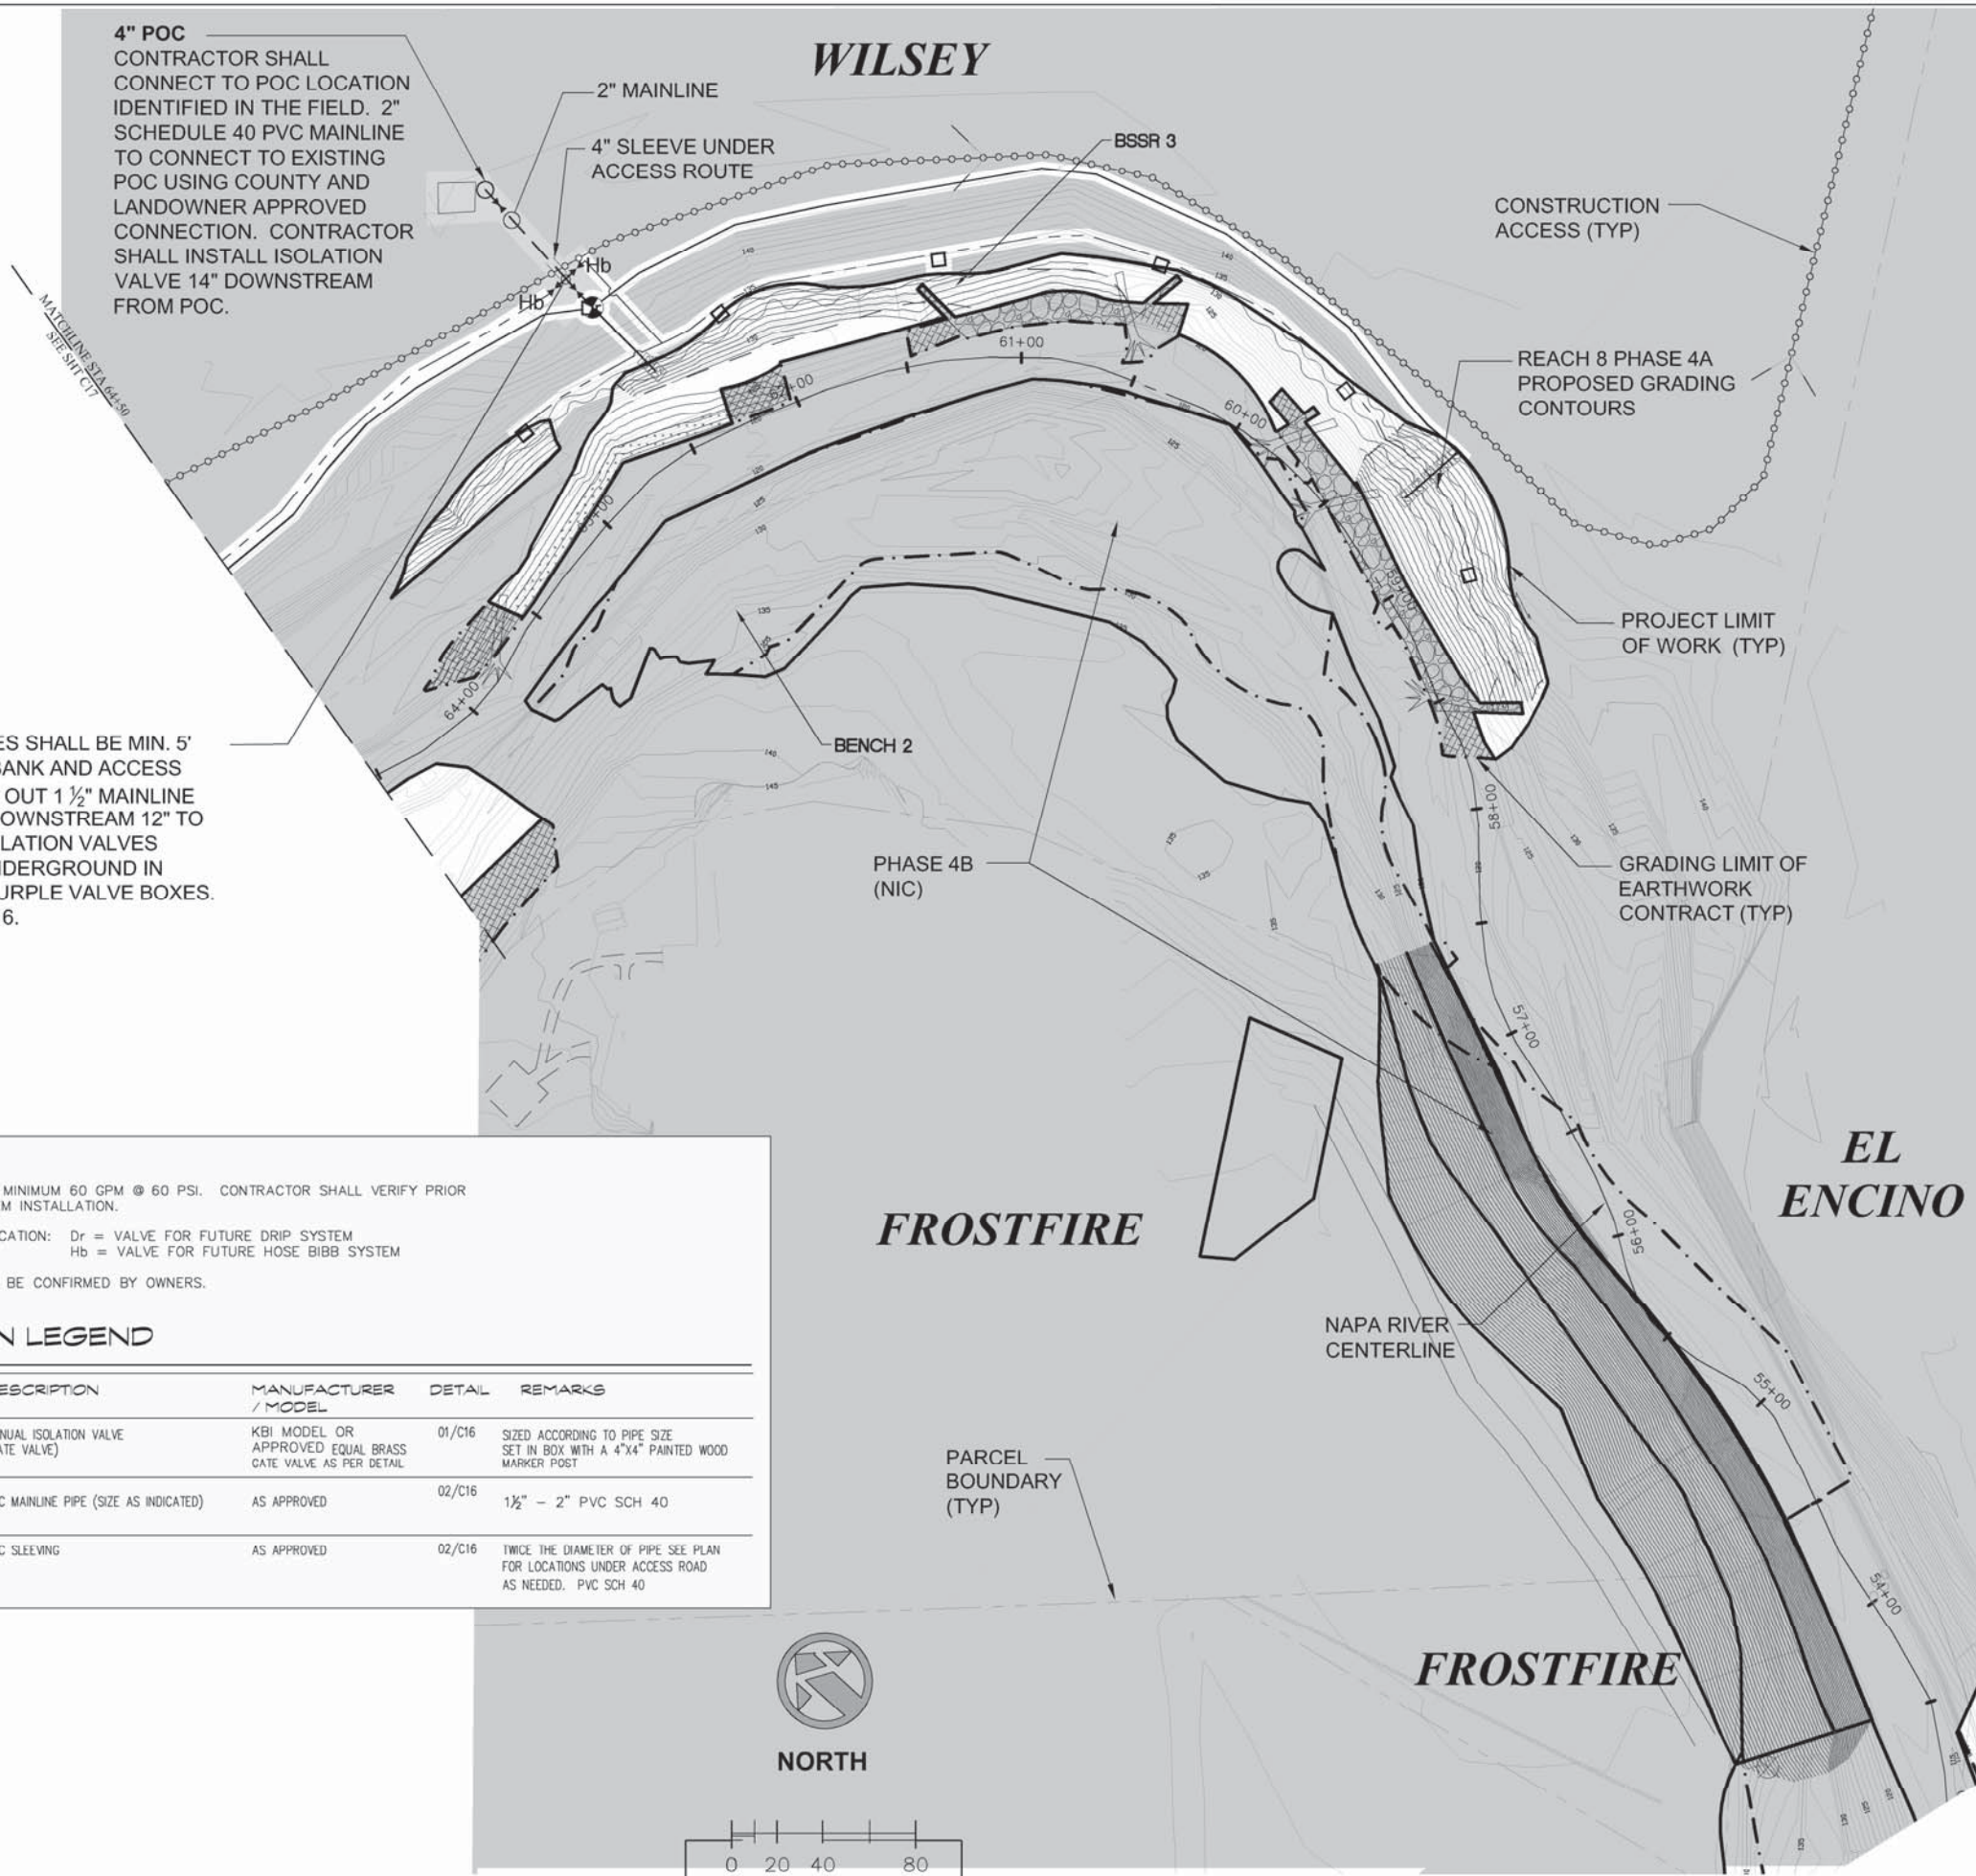 4" POC
CONTRACTOR SHALL
CONNECT TO POC LOCATION
IDENTIFIED IN THE FIELD. 2"
SCHEDULE 40 PVC MAINLINE
TO CONNECT TO EXISTING
POC USING COUNTY AND
LANDOWNER APPROVED
CONNECTION. CONTRACTOR
SHALL INSTALL ISOLATION
VALVE 14" DOWNSTREAM
FROM POC.
WILSEY
2" MAINLINE
4" SLEEVE UNDER
ACCESS ROUTE
BSSR 3
CONSTRUCTION
ACCESS (TYP)
Hb
Hb
MATCHLINE STA 64+50
SEE SHT C17
REACH 8 PHASE 4A
PROPOSED GRADING
CONTOURS
61+00
60+00
59+00
64+00
58+00
57+00
56+00
55+00
54+00
PROJECT LIMIT
OF WORK (TYP)
BENCH 2
PHASE 4B
(NIC)
GRADING LIMIT OF
EARTHWORK
CONTRACT (TYP)
ES SHALL BE MIN. 5'
BANK AND ACCESS
OUT 1 ½" MAINLINE
OWNSTREAM 12" TO
LATION VALVES
NDERGROUND IN
URPLE VALVE BOXES.
6.
EL
ENCINO
FROSTFIRE
NAPA RIVER
CENTERLINE
PARCEL
BOUNDARY
(TYP)
FROSTFIRE
MINIMUM 60 GPM @ 60 PSI. CONTRACTOR SHALL VERIFY PRIOR
M INSTALLATION.
CATION: Dr = VALVE FOR FUTURE DRIP SYSTEM
Hb = VALVE FOR FUTURE HOSE BIBB SYSTEM
BE CONFIRMED BY OWNERS.
N LEGEND
ESCRIPTION MANUFACTURER / MODEL DETAIL REMARKS
NUAL ISOLATION VALVE
ATE VALVE)
KBI MODEL OR
APPROVED EQUAL BRASS
CATE VALVE AS PER DETAIL
01/C16
SIZED ACCORDING TO PIPE SIZE
SET IN BOX WITH A 4"X4" PAINTED WOOD
MARKER POST
C MAINLINE PIPE (SIZE AS INDICATED) AS APPROVED 02/C16 1½" – 2" PVC SCH 40
C SLEEVING AS APPROVED 02/C16 TWICE THE DIAMETER OF PIPE SEE PLAN
FOR LOCATIONS UNDER ACCESS ROAD
AS NEEDED. PVC SCH 40
NORTH
0 20 40 80